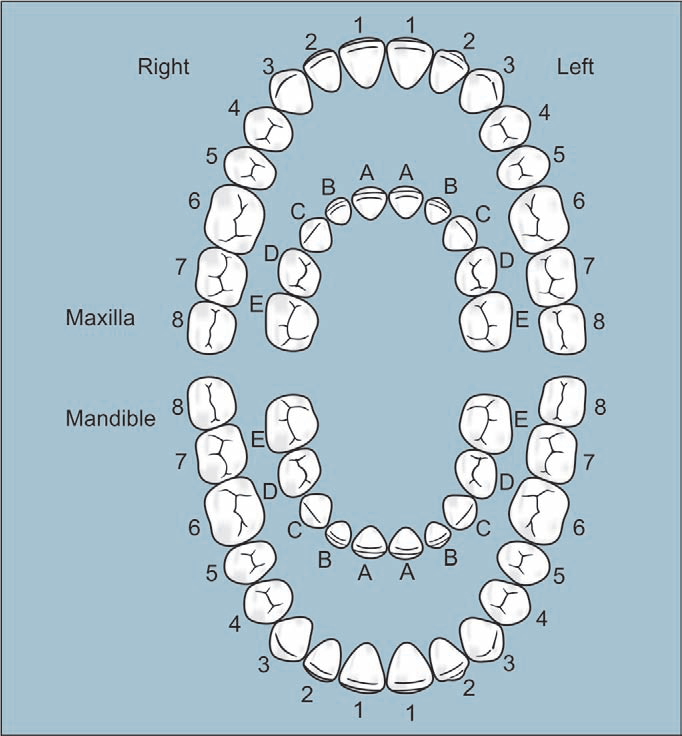 1 1
2 2
Right 3 3 Left
4 4
5 5
A A
B B
6 C C 6
D D
7 7
E E
Maxilla 8 8
8 8
Mandible E E
7 7
D D
6 C C 6
B B
A A
5 5
4 4
3 3
2 2
1 1